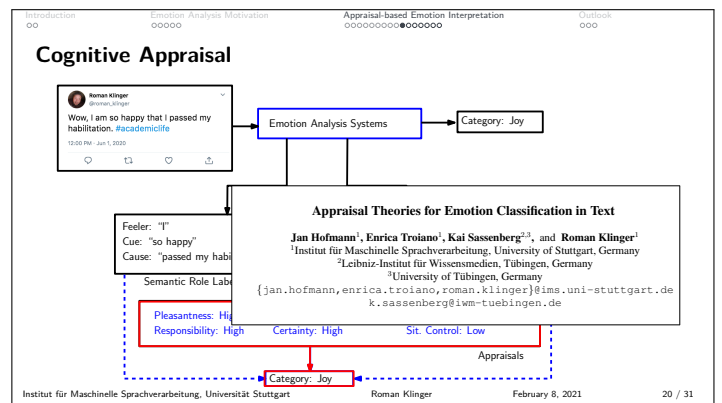 Introduction Emotion Analysis Motivation Appraisal-based Emotion Interpretation Outlook
Cognitive Appraisal
Roman Klinger
@roman_klinger
Wow, I am so happy that I passed my
habilitation. #academiclife
12:00 PM · Jun 1, 2020
Emotion Analysis Systems
Category: Joy
Feeler: “I”
Cue: “so happy”
Cause: “passed my habi
Semantic Role Labe
Appraisal Theories for Emotion Classification in Text
Jan Hofmann1, Enrica Troiano1, Kai Sassenberg2,3, and Roman Klinger1
1Institut für Maschinelle Sprachverarbeitung, University of Stuttgart, Germany
2Leibniz-Institut für Wissensmedien, Tübingen, Germany
3University of Tübingen, Germany
{jan.hofmann,enrica.troiano,roman.klinger}@ims.uni-stuttgart.de
k.sassenberg@iwm-tuebingen.de
Pleasantness: Hig
Responsibility: High Certainty: High Sit. Control: Low
Appraisals
Category: Joy
Institut für Maschinelle Sprachverarbeitung, Universität Stuttgart Roman Klinger February 8, 2021 20 / 31